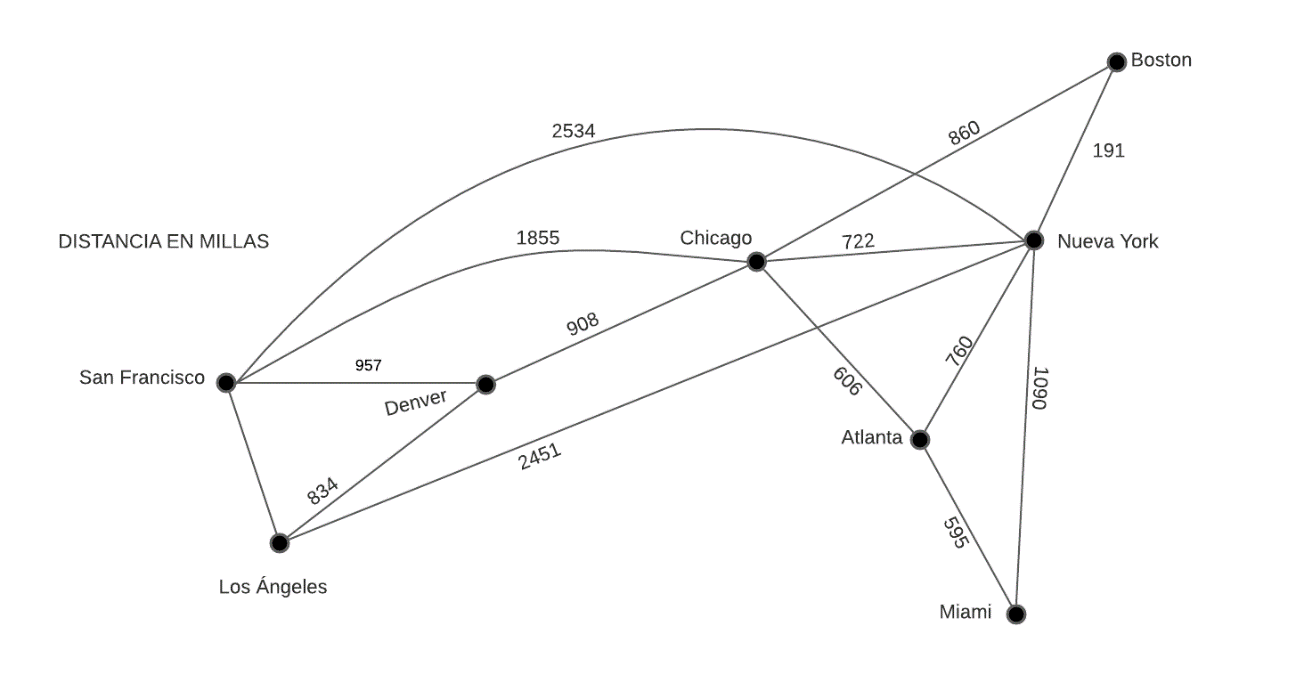 Boston
2534
860
191
DISTANCIA EN MILLAS
1855
Chicago
722
Nueva York
908
San Francisco
957
Denver
760
606
1090
Atlanta
2451
834
595
Los Ángeles
Miami